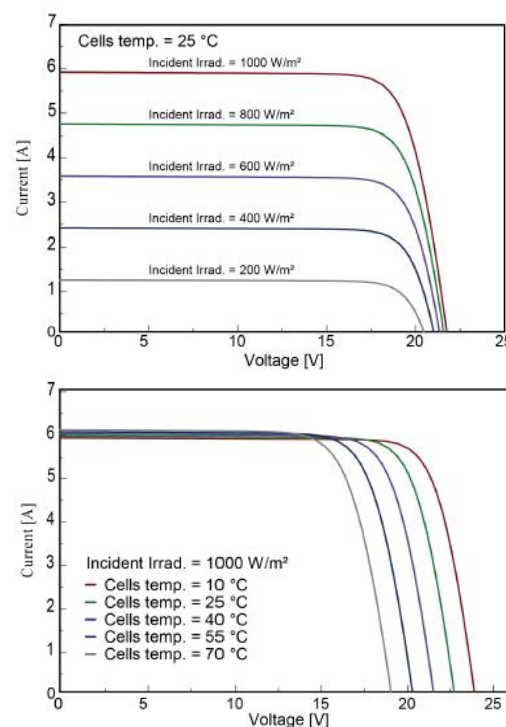 7
Cells temp. = 25 °C
Incident Irrad. = 1000 W/m²
6
5
Incident Irrad. = 800 W/m²
4
Incident Irrad. = 600 W/m²
3
Incident Irrad. = 400 W/m²
2
Incident Irrad. = 200 W/m²
1
0
Current [A]
0 5 10 15 20 25
Voltage [V]
7
6
5
4
3
2
1
0
Current [A]
Incident Irrad. = 1000 W/m²
Cells temp. = 10 °C
Cells temp. = 25 °C
Cells temp. = 40 °C
Cells temp. = 55 °C
Cells temp. = 70 °C
0 5 10 15 20 25
Voltage [V]